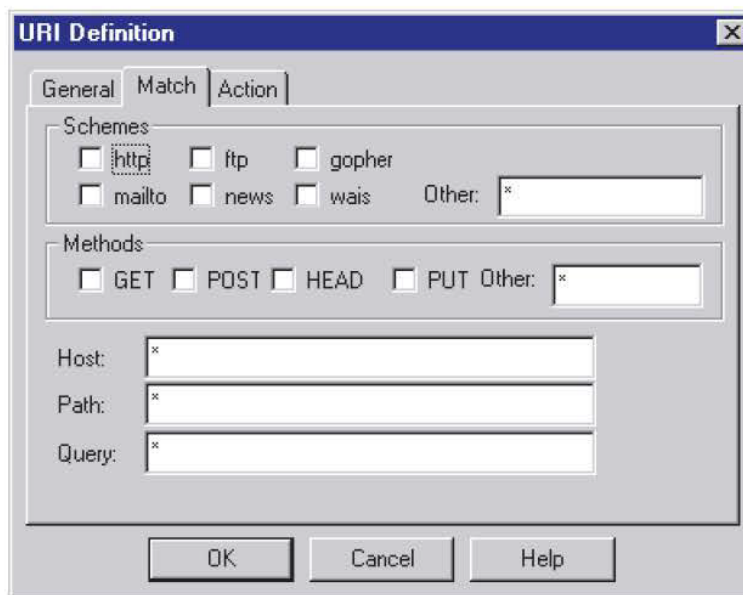 URI Definition
General Match Action
Schemes
http ftp gopher
mailto news wais Other: *
Methods
GET POST HEAD PUT Other: *
Host: *
Path: *
Query: *
OK Cancel Help